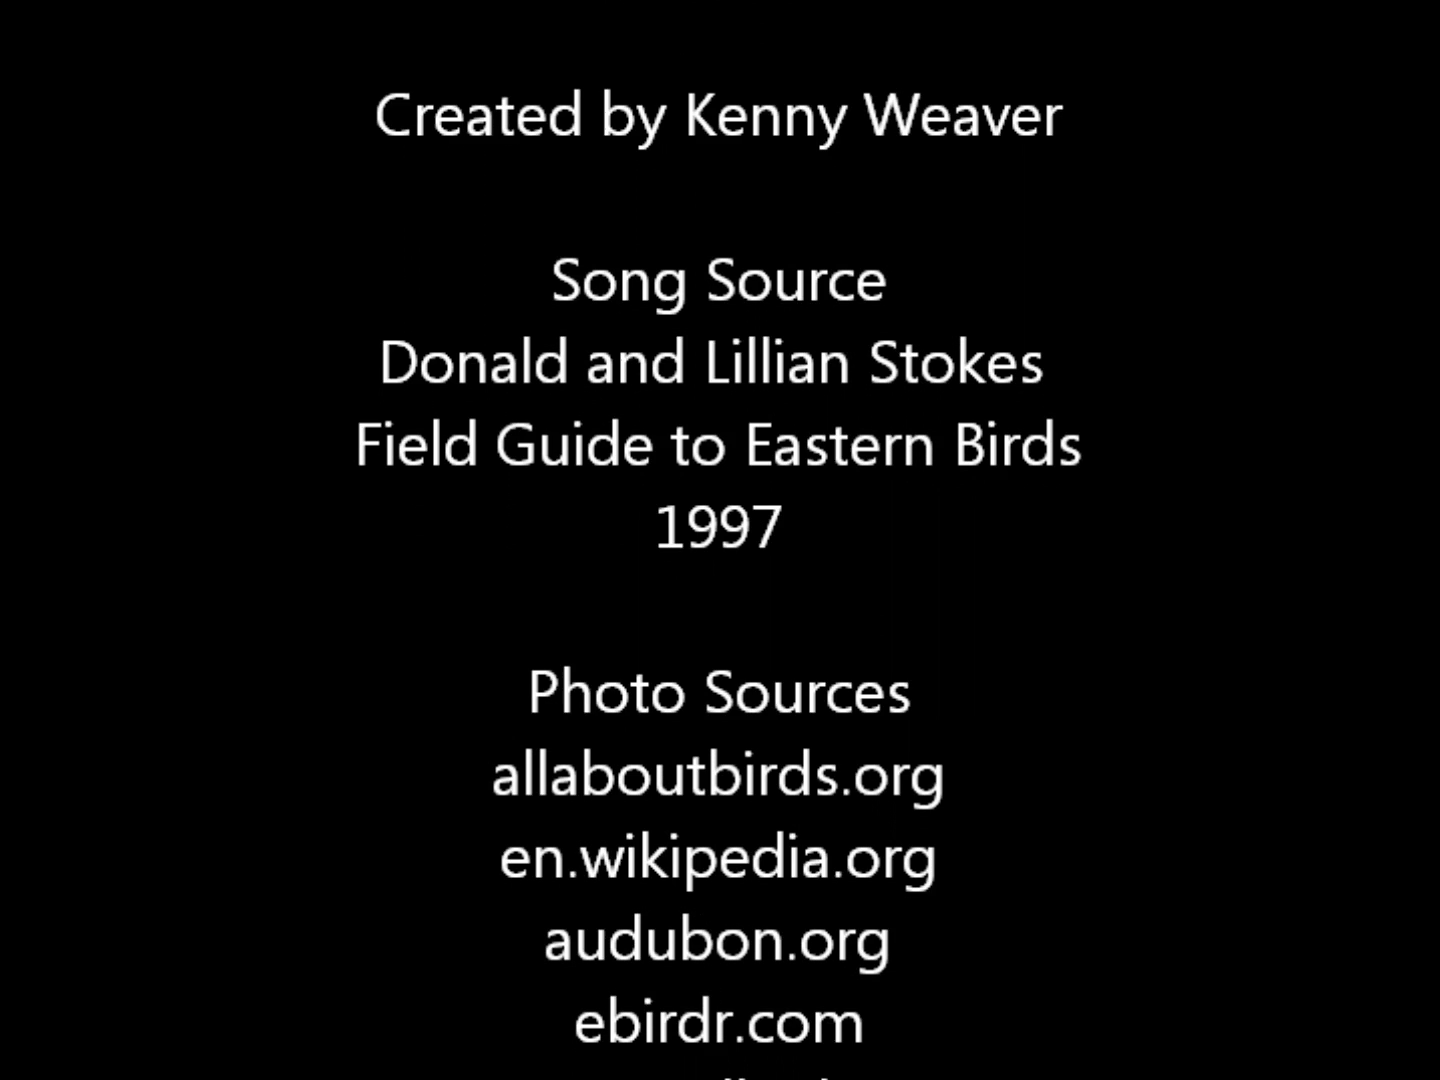 Created by Kenny Weaver
Song Source
Donald and Lillian Stokes
Field Guide to Eastern Birds
1997
Photo Sources
allaboutbirds.org
en.wikipedia.org
audubon.org
ebirdr.com